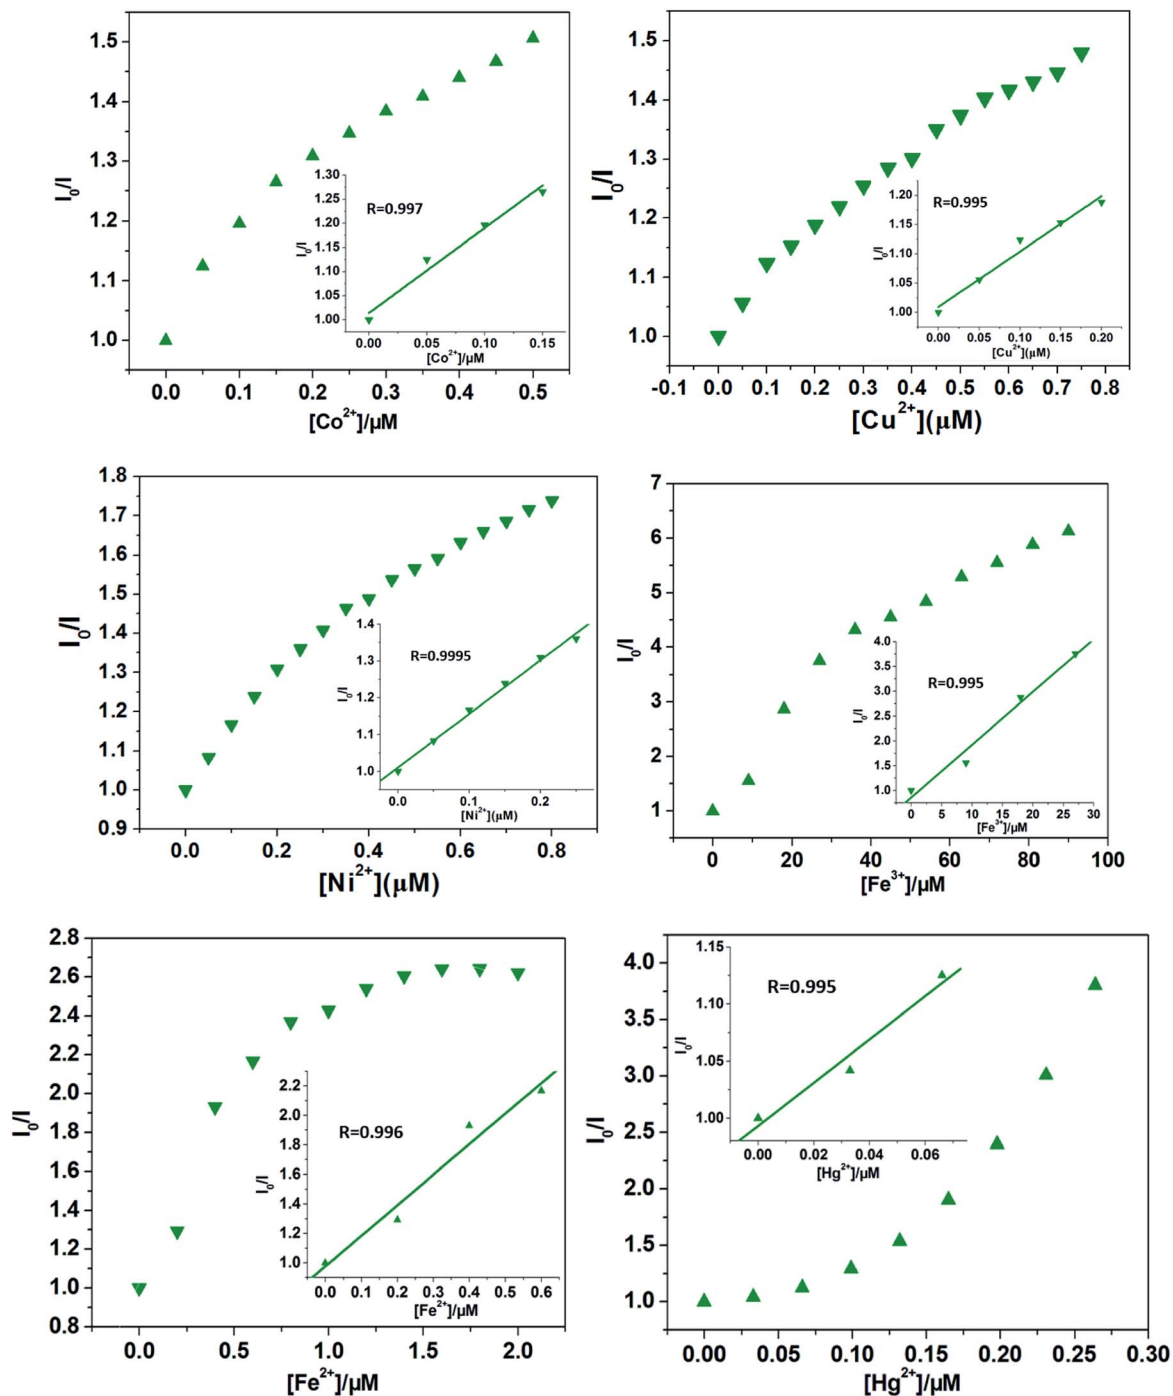 1.5
1.4
1.3
1.2
1.1
1.0
I₀/I
0.0 0.1 0.2 0.3 0.4 0.5
[Co²⁺]/µM
1.30
1.25
1.20
1.15
1.10
1.05
1.00
I₀/I
R=0.997
0.00 0.05 0.10 0.15
[Co²⁺]/µM
1.5
1.4
1.3
1.2
1.1
1.0
I₀/I
-0.1 0.0 0.1 0.2 0.3 0.4 0.5 0.6 0.7 0.8
[Cu²⁺](µM)
1.20
1.15
1.10
1.05
1.00
I₀/I
R=0.995
0.00 0.05 0.10 0.15 0.20
[Cu²⁺](µM)
1.8
1.7
1.6
1.5
1.4
1.3
1.2
1.1
1.0
0.9
I₀/I
0.0 0.2 0.4 0.6 0.8
[Ni²⁺](µM)
1.4
1.3
1.2
1.1
1.0
I₀/I
R=0.9995
0.0 0.1 0.2
[Ni²⁺](µM)
7
6
5
4
3
2
1
I₀/I
0 20 40 60 80 100
[Fe³⁺]/µM
4.0
3.5
3.0
2.5
2.0
1.5
1.0
I₀/I
R=0.995
0 5 10 15 20 25 30
[Fe³⁺]/µM
2.8
2.6
2.4
2.2
2.0
1.8
1.6
1.4
1.2
1.0
0.8
I₀/I
0.0 0.5 1.0 1.5 2.0
[Fe²⁺]/µM
2.2
2.0
1.8
1.6
1.4
1.2
1.0
I₀/I
R=0.996
0.0 0.1 0.2 0.3 0.4 0.5 0.6
[Fe²⁺]/µM
4.0
3.5
3.0
2.5
2.0
1.5
1.0
I₀/I
0.00 0.05 0.10 0.15 0.20 0.25 0.30
[Hg²⁺]/µM
1.15
1.10
1.05
1.00
I₀/I
R=0.995
0.00 0.02 0.04 0.06
[Hg²⁺]/µM